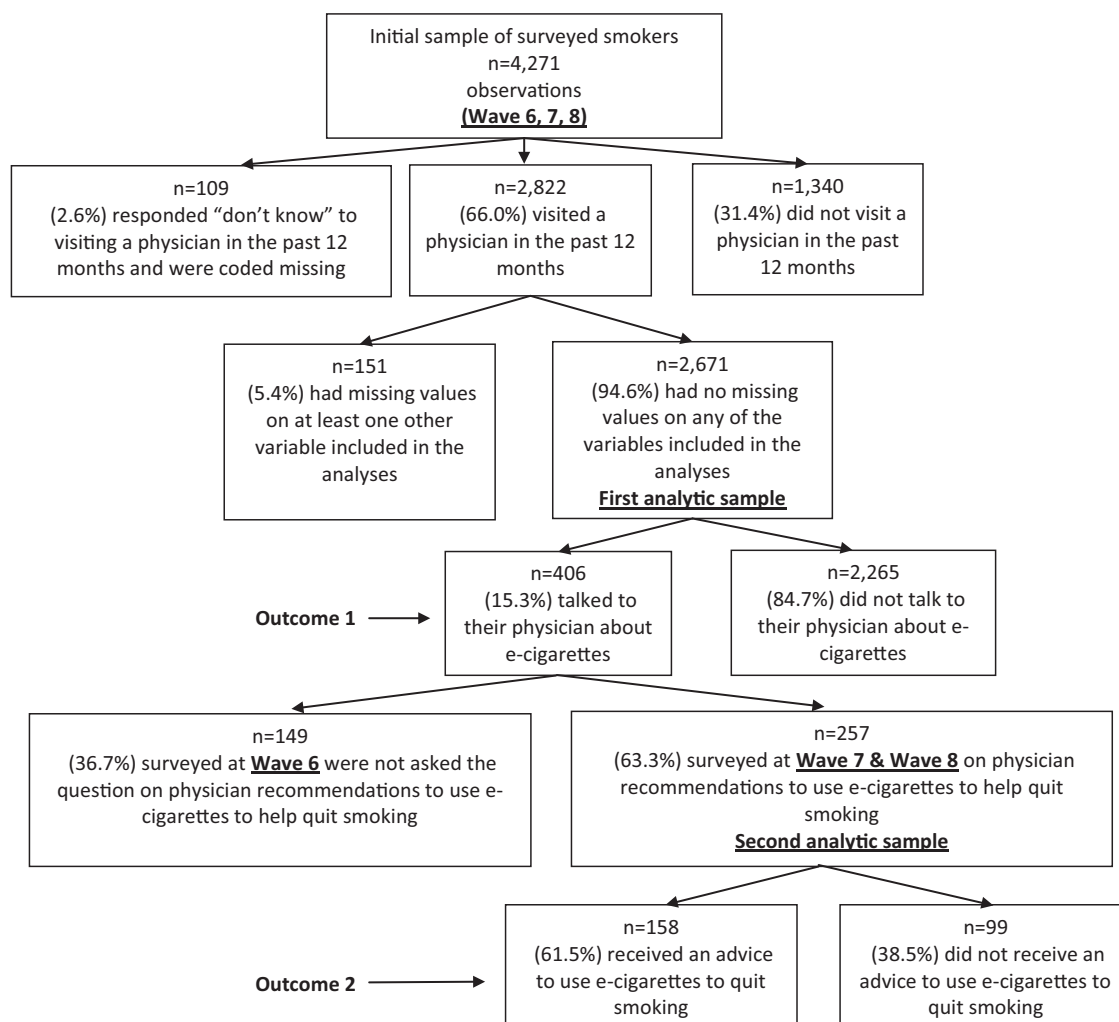 Initial sample of surveyed smokers
n=4,271
observations
(Wave 6, 7, 8)
n=109
(2.6%) responded “don’t know” to
visiting a physician in the past 12
months and were coded missing
n=2,822
(66.0%) visited a
physician in the past 12
months
n=1,340
(31.4%) did not visit a
physician in the past
12 months
n=151
(5.4%) had missing values
on at least one other
variable included in the
analyses
n=2,671
(94.6%) had no missing
values on any of the
variables included in the
analyses
First analytic sample
Outcome 1
n=406
(15.3%) talked to
their physician about
e-cigarettes
n=2,265
(84.7%) did not talk to
their physician about e-
cigarettes
n=149
(36.7%) surveyed at Wave 6 were not asked the
question on physician recommendations to use e-
cigarettes to help quit smoking
n=257
(63.3%) surveyed at Wave 7 & Wave 8 on physician
recommendations to use e-cigarettes to help quit
smoking
Second analytic sample
Outcome 2
n=158
(61.5%) received an advice
to use e-cigarettes to quit
smoking
n=99
(38.5%) did not receive an
advice to use e-cigarettes to
quit smoking